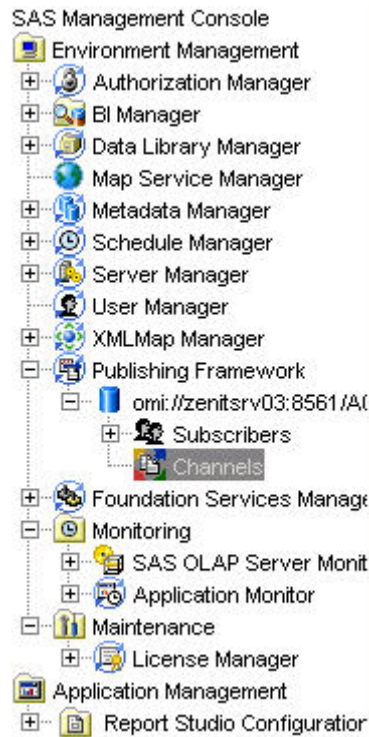 SAS Management Console
Environment Management
Authorization Manager
BI Manager
Data Library Manager
Map Service Manager
Metadata Manager
Schedule Manager
Server Manager
User Manager
XMLMap Manager
Publishing Framework
omi://zenitsrv03:8561/A(
Subscribers
Channels
Foundation Services Manage
Monitoring
SAS OLAP Server Monit
Application Monitor
Maintenance
License Manager
Application Management
Report Studio Configuration